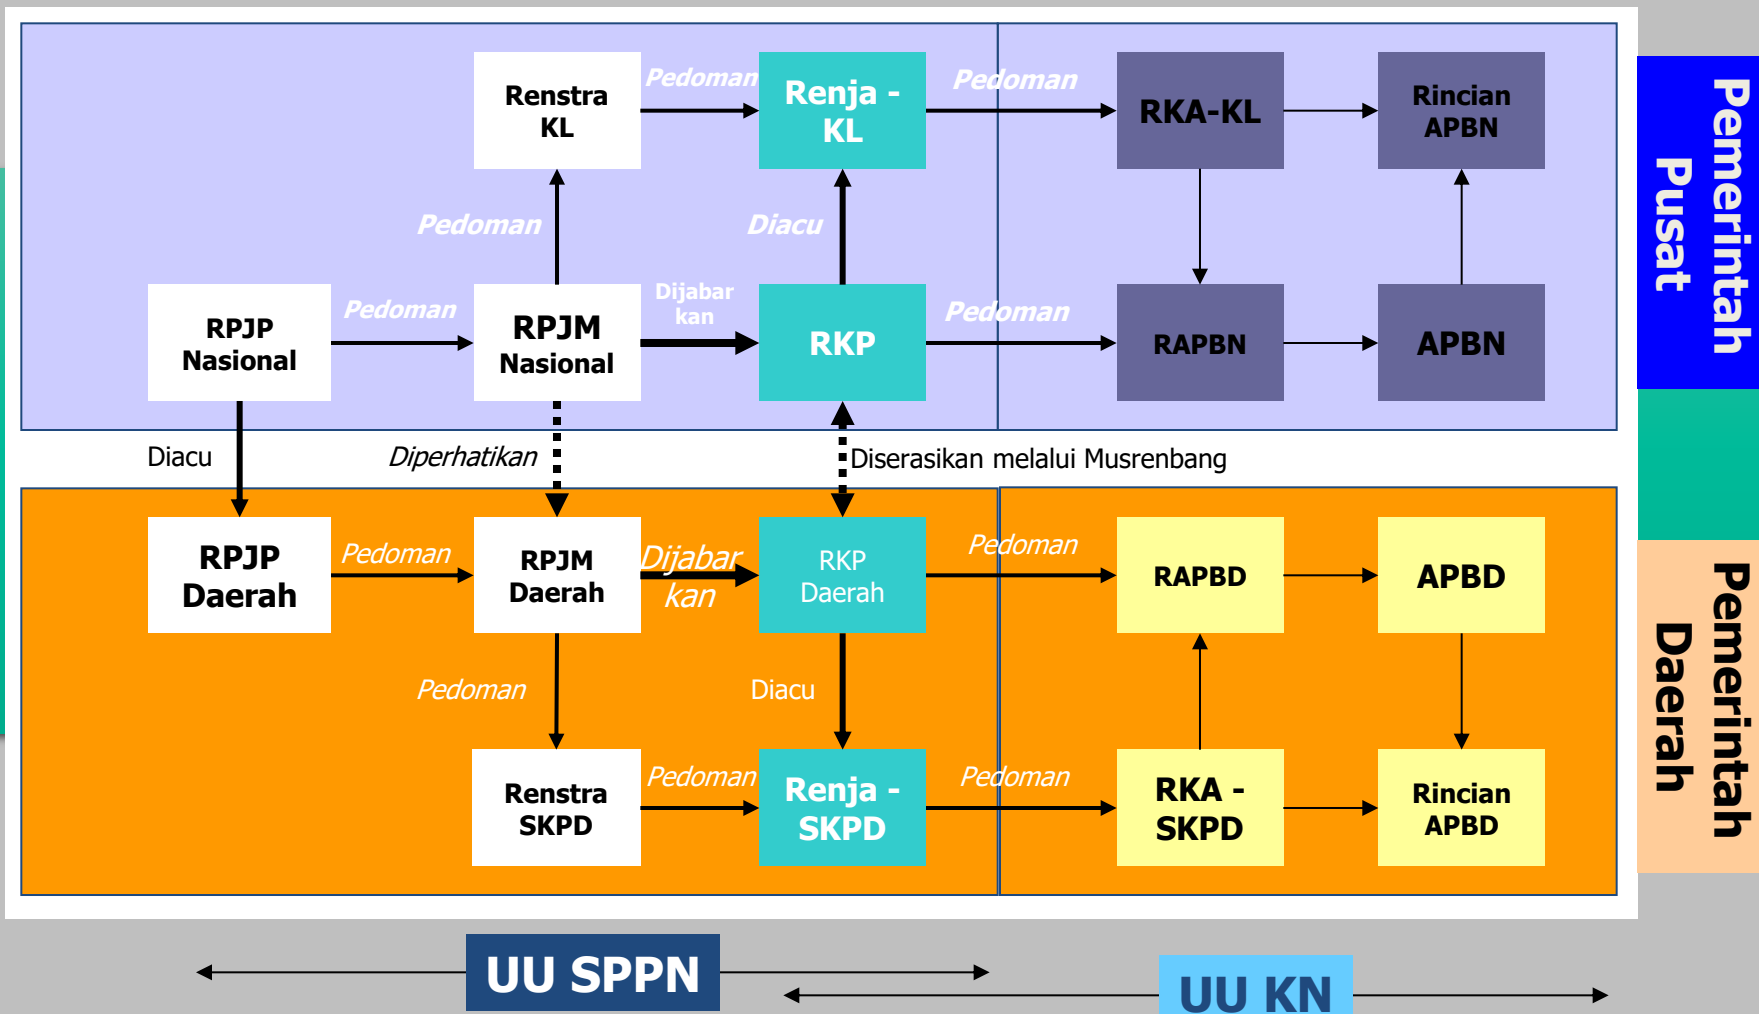 Renstra
KL
Pedoman
Renja -
KL
Pedoman
RKA-KL
Rincian
APBN
Pemerintah
Pusat
Pedoman
Diacu
RPJP
Nasional
Pedoman
RPJM
Nasional
Dijabar
kan
RKP
Pedoman
RAPBN
APBN
Diacu
Diperhatikan
Diserasikan melalui Musrenbang
RPJP
Daerah
Pedoman
RPJM
Daerah
Dijabar
kan
RKP
Daerah
Pedoman
RAPBD
APBD
Pemerintah
Daerah
Pedoman
Diacu
Renstra
SKPD
Pedoman
Renja -
SKPD
Pedoman
RKA -
SKPD
Rincian
APBD
UU SPPN
UU KN